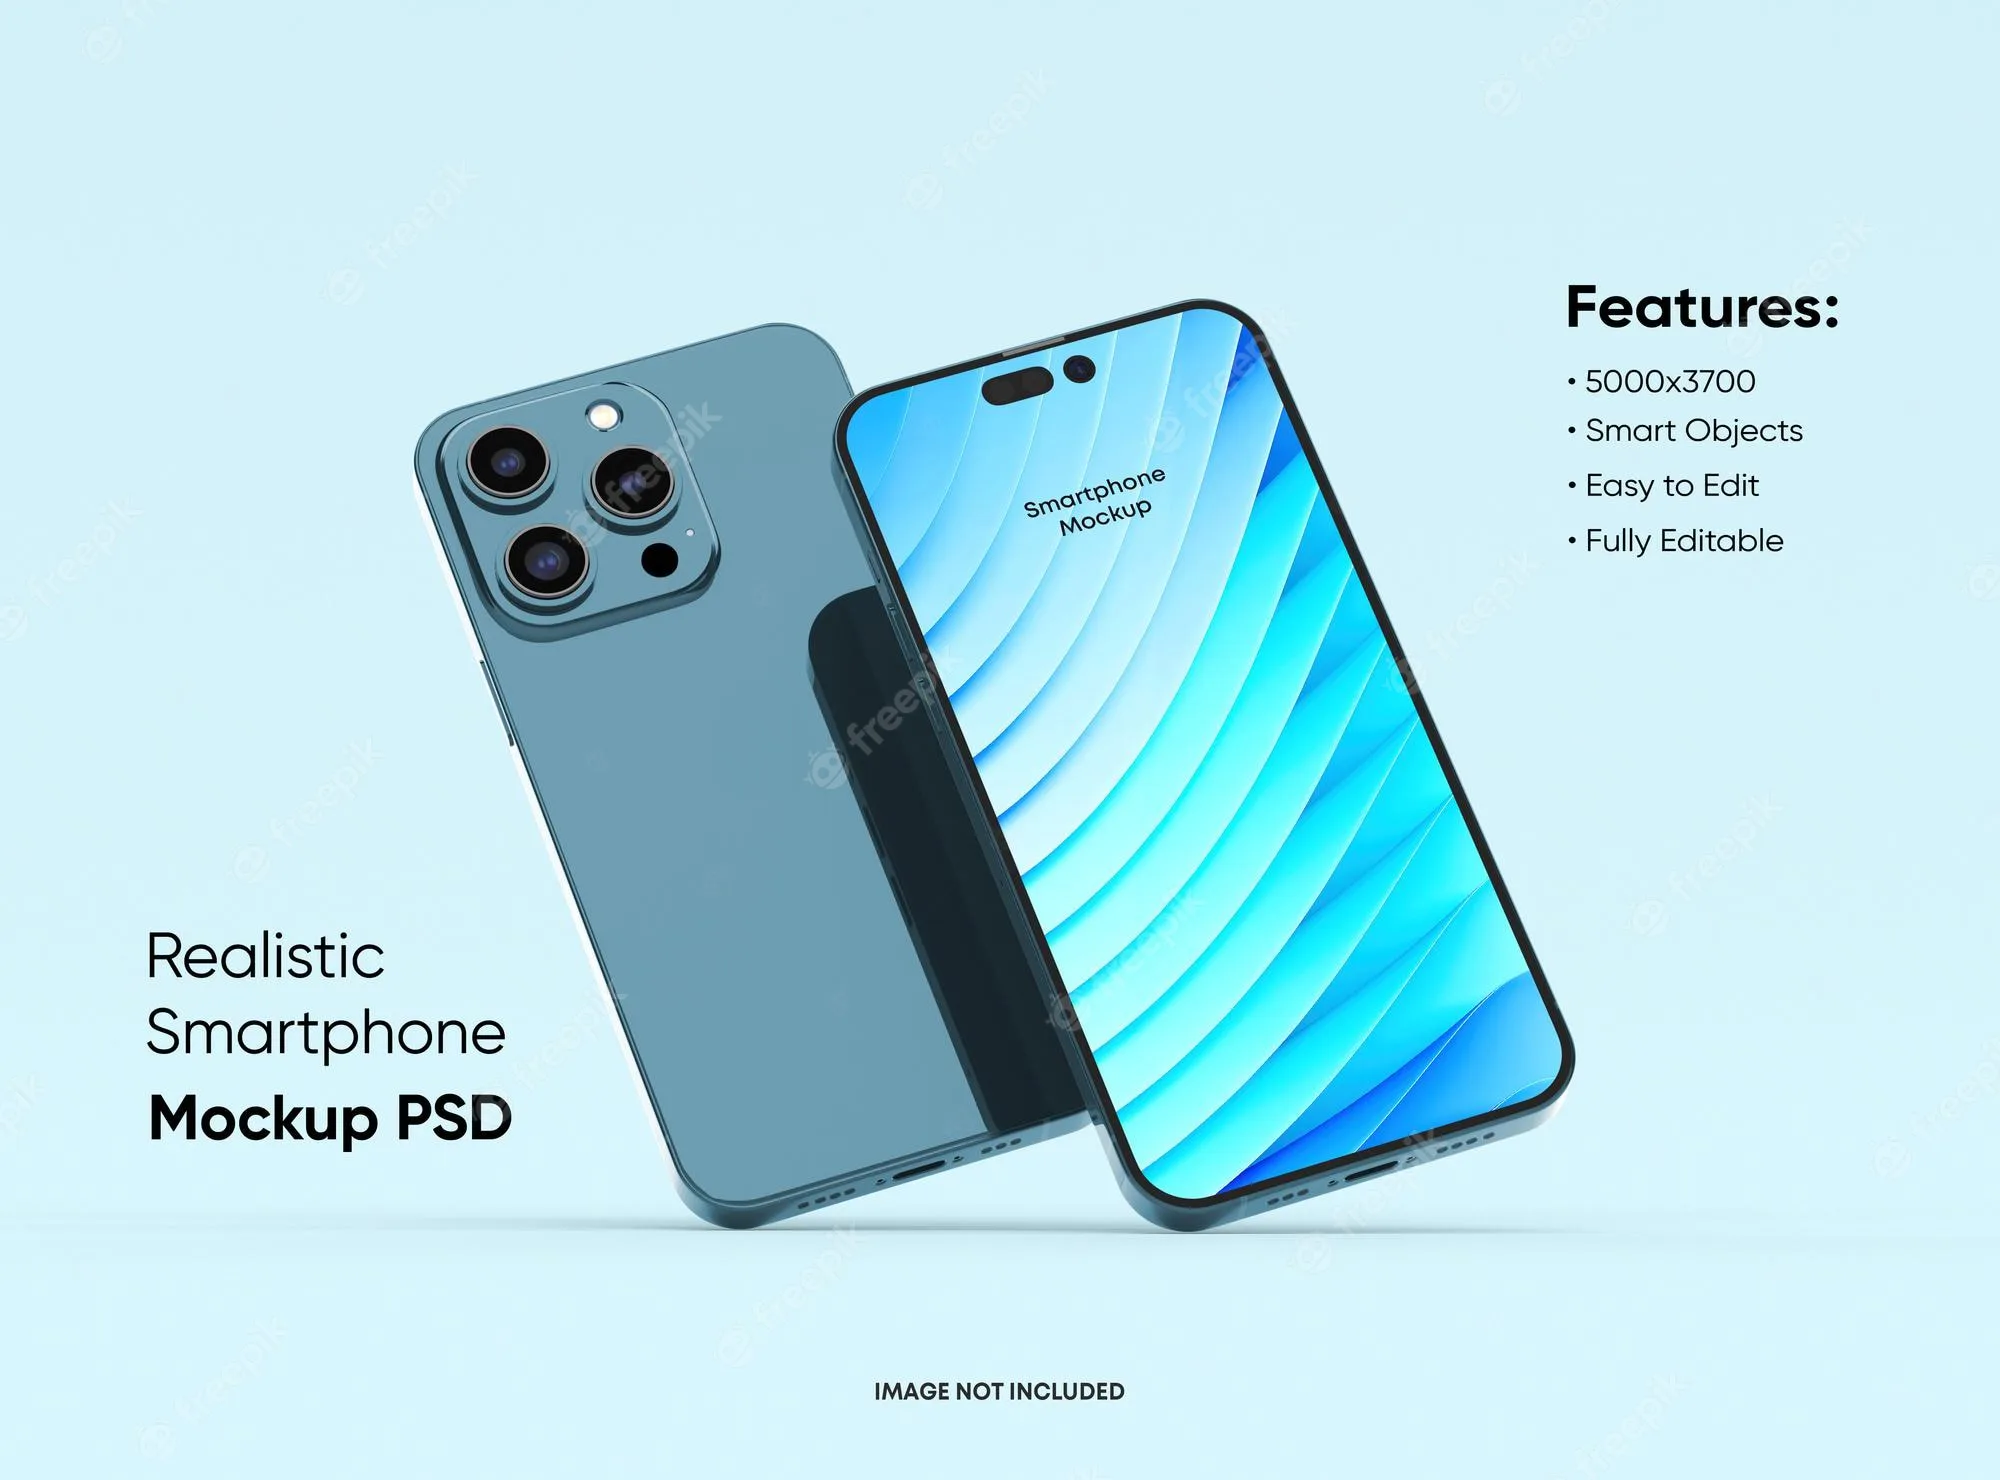 Features:
• 5000x3700
• Smart Objects
• Easy to Edit
• Fully Editable
Smartphone
Mockup
Realistic
Smartphone
Mockup PSD
IMAGE NOT INCLUDED
freepik